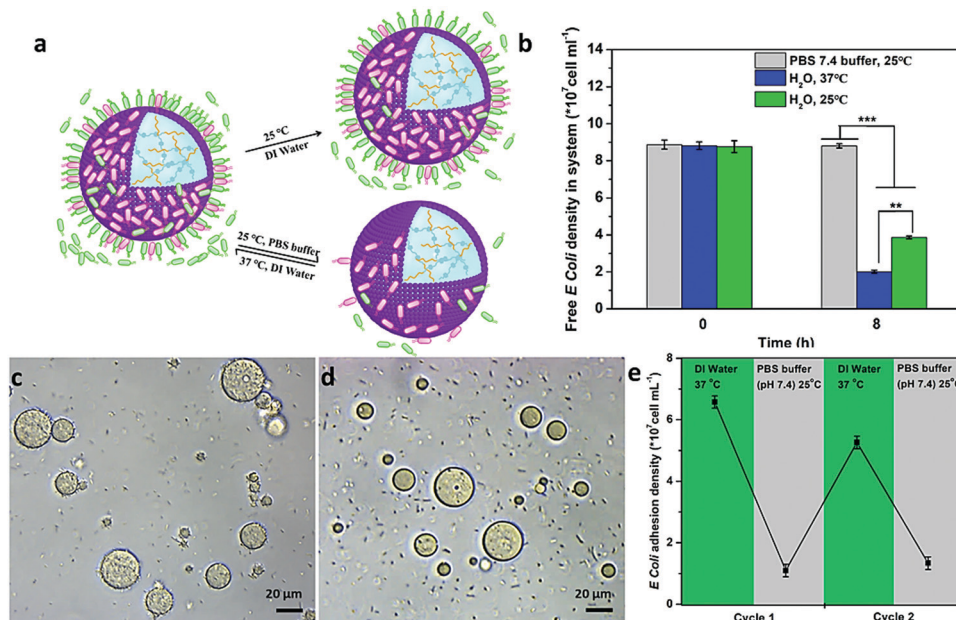 a
25 ℃
DI Water
25 ℃, PBS buffer
37 ℃, DI Water
b
Free E Coli density in system (*10⁷cell ml⁻¹)
14
12
10
8
6
4
2
0
PBS 7.4 buffer, 25℃
H₂O, 37℃
H₂O, 25℃
***
**
0
8
Time (h)
c
20 µm
d
20 µm
e
E Coli adhesion density (*10⁷cell mL⁻¹)
8
6
4
2
0
DI Water
37 °C
PBS buffer
(pH 7.4) 25°C
DI Water
37 °C
PBS buffer
(pH 7.4) 25°C
Cycle 1
Cycle 2